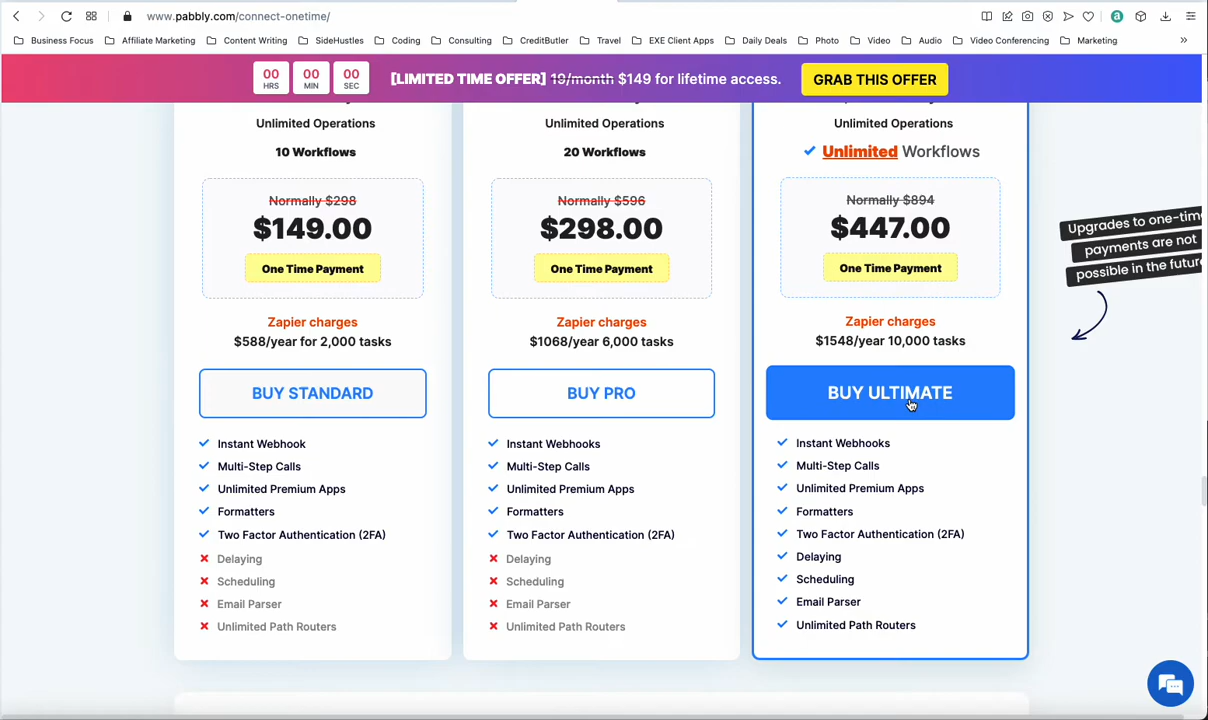 www.pabbly.com/connect-onetime/
Business Focus
Affiliate Marketing
Content Writing
SideHustles
Coding
Consulting
CreditButler
Travel
EXE Client Apps
Daily Deals
Photo
Video
Audio
Video Conferencing
Marketing
»
00 HRS
00 MIN
00 SEC
[LIMITED TIME OFFER] 19/month $149 for lifetime access.
GRAB THIS OFFER
Unlimited Operations
10 Workflows
Normally $298
$149.00
One Time Payment
Zapier charges
$588/year for 2,000 tasks
BUY STANDARD
Instant Webhook
Multi-Step Calls
Unlimited Premium Apps
Formatters
Two Factor Authentication (2FA)
Delaying
Scheduling
Email Parser
Unlimited Path Routers
Unlimited Operations
20 Workflows
Normally $596
$298.00
One Time Payment
Zapier charges
$1068/year 6,000 tasks
BUY PRO
Instant Webhooks
Multi-Step Calls
Unlimited Premium Apps
Formatters
Two Factor Authentication (2FA)
Delaying
Scheduling
Email Parser
Unlimited Path Routers
Unlimited Operations
Unlimited Workflows
Normally $894
$447.00
One Time Payment
Zapier charges
$1548/year 10,000 tasks
BUY ULTIMATE
Instant Webhooks
Multi-Step Calls
Unlimited Premium Apps
Formatters
Two Factor Authentication (2FA)
Delaying
Scheduling
Email Parser
Unlimited Path Routers
Upgrades to one-time
payments are not
possible in the future